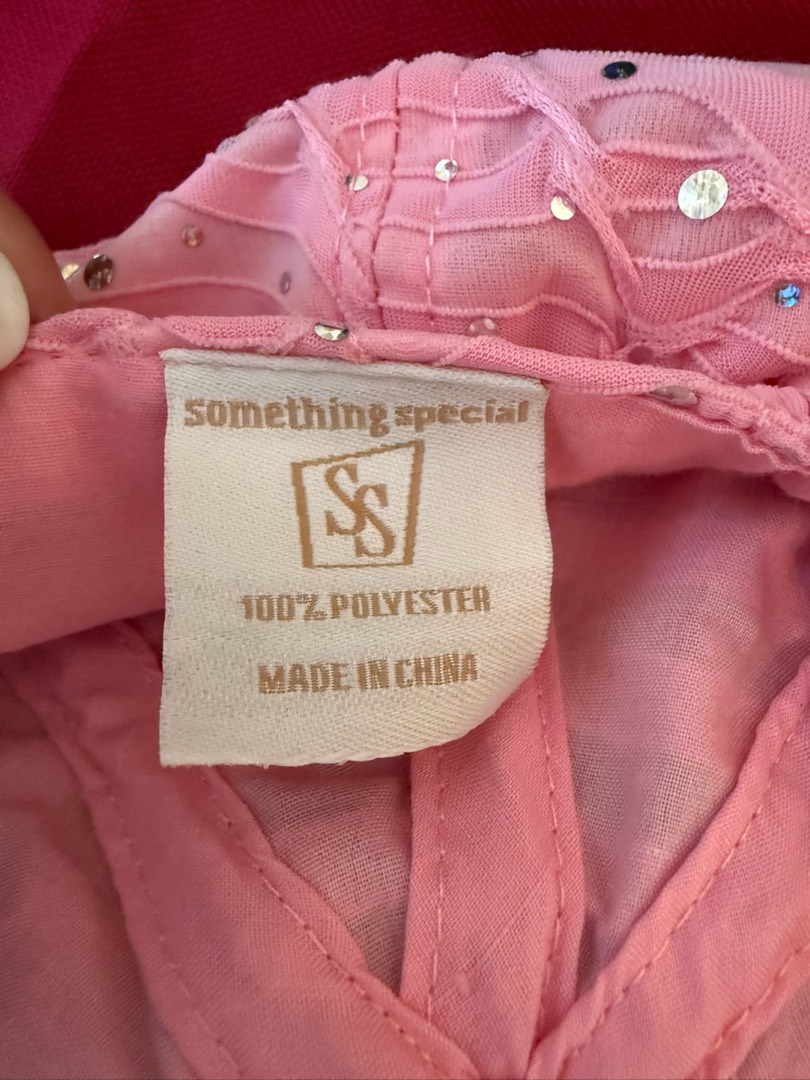 something special
SS
100% POLYESTER
MADE IN CHINA